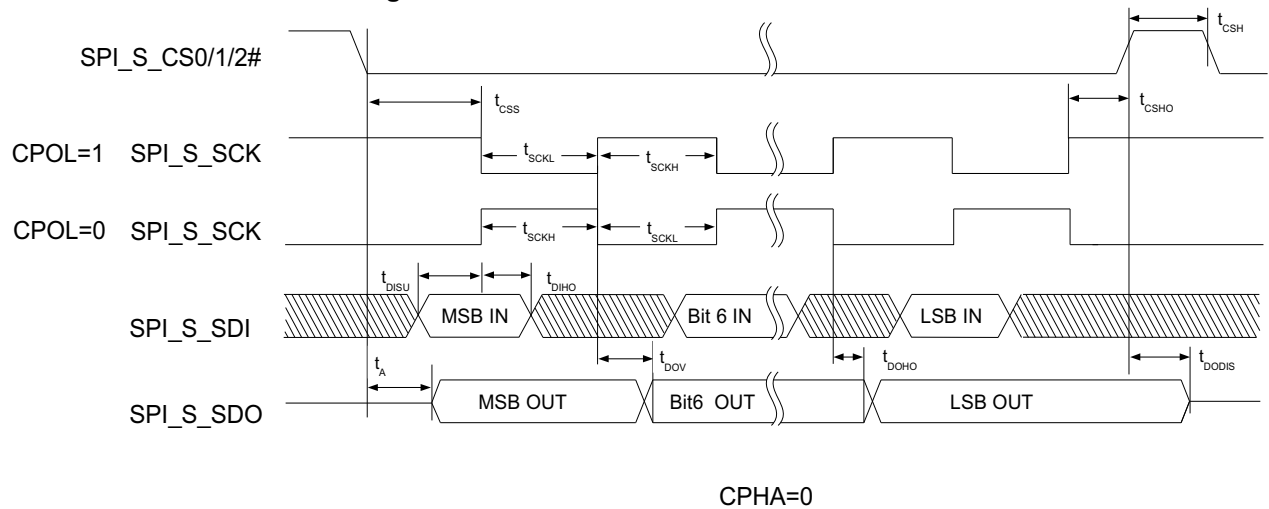 g
t_CSH
SPI_S_CS0/1/2#
t_CSS
t_CSHO
CPOL=1 SPI_S_SCK
t_SCKL
t_SCKH
CPOL=0 SPI_S_SCK
t_SCKH
t_SCKL
t_DISU
t_DIHO
SPI_S_SDI
MSB IN
Bit 6 IN
LSB IN
t_A
t_DOV
t_DOHO
t_DODIS
SPI_S_SDO
MSB OUT
Bit6 OUT
LSB OUT
CPHA=0